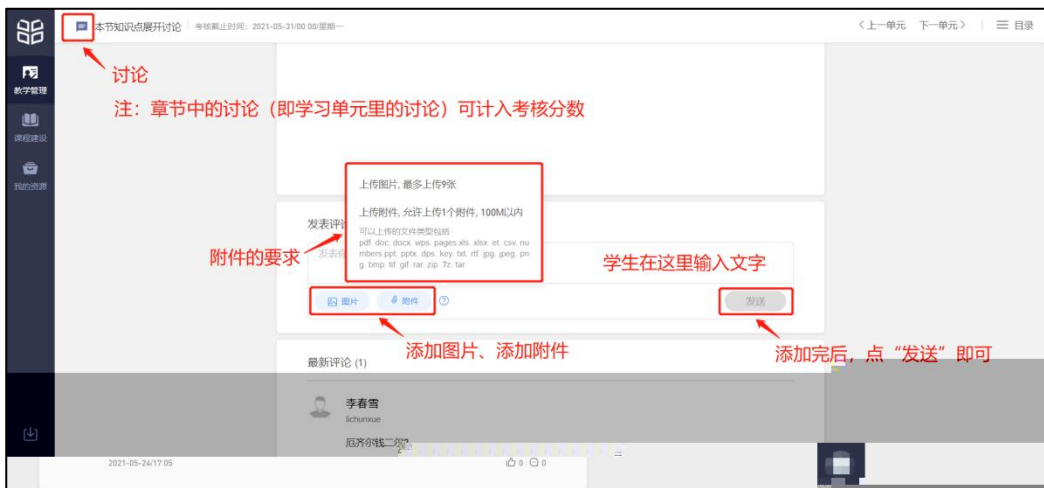 本节知识点展开讨论 考核截止时间：2021-05-31/00:00/星期一
〈上一单元 下一单元〉 目录
教学管理
课程建设
我的资源
讨论
注：章节中的讨论（即学习单元里的讨论）可计入考核分数
上传图片, 最多上传9张
上传附件, 允许上传1个附件, 100M以内
可以上传的文件类型包括
pdf. doc. docx. wps. pages.xls. xlsx. et. csv. nu
mbers.ppt. pptx. dps. key. txt. rtf. jpg. jpeg. pn
g. bmp. tif. gif. rar. zip. 7z. tar
发表评
附件的要求
学生在这里输入文字
图片 附件 发送
添加图片、添加附件
添加完后，点“发送”即可
最新评论 (1)
李春雪
lichunxue
厄齐尔钱二尔?
2021-05-24/17:05
0 0